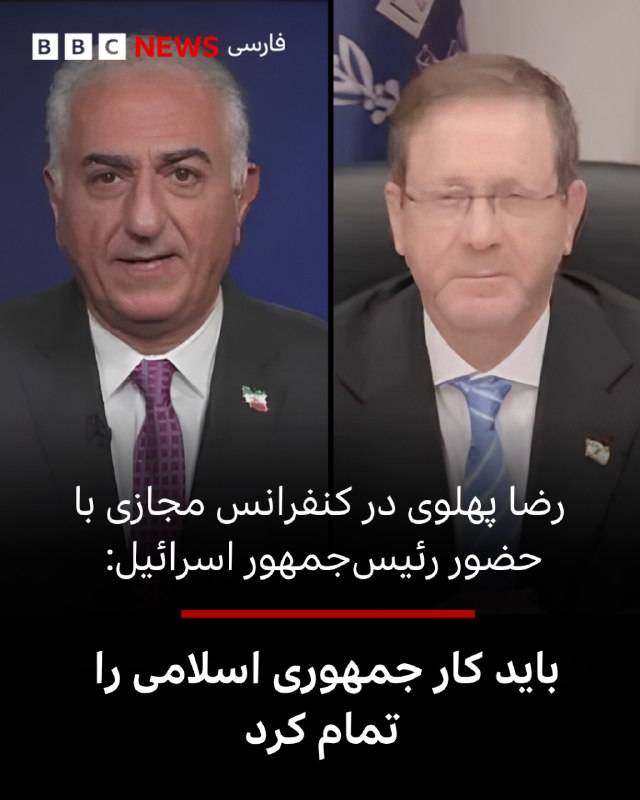 BBC NEWS فارسی
رضا پهلوی در کنفرانس مجازی با
حضور رئیس‌جمهور اسرائیل:
باید کار جمهوری اسلامی را
تمام کرد